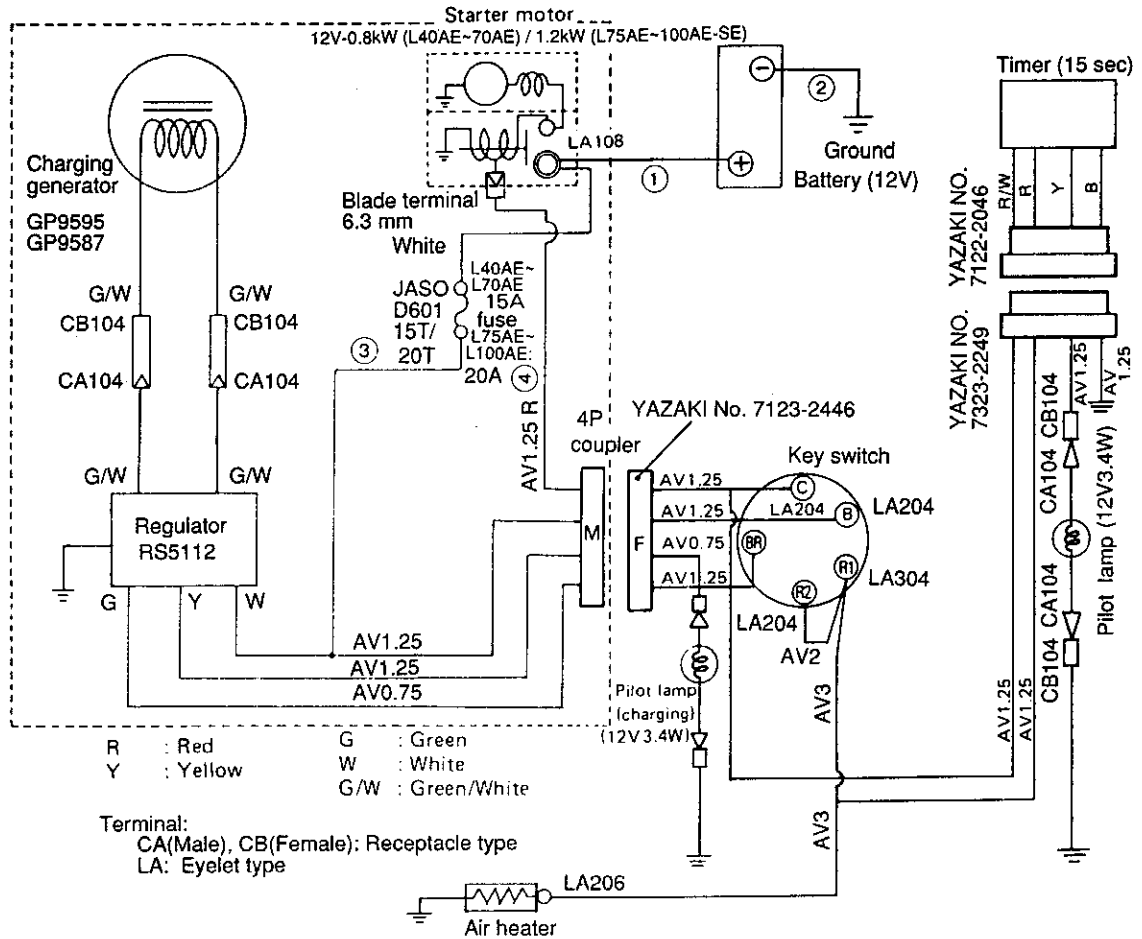 Starter motor
12V-0.8kW (L40AE~70AE) / 1.2kW (L75AE~100AE-SE)
Charging
generator
GP9595
GP9587
G/W
G/W
CB104
CB104
CA104
CA104
G/W
G/W
Regulator
RS5112
G
Y
W
LA108
Blade terminal
6.3 mm
White
JASO
D601
15T/
20T
L40AE~
L70AE
15A
fuse
L75AE~
L100AE:
20A
③
④
①
②
Ground
Battery (12V)
Timer (15 sec)
R/W
R
Y
B
YAZAKI NO.
7122-2046
YAZAKI NO.
7323-2249
AV1.25
AV
1.25
AV1.25 R
4P
coupler
M
F
YAZAKI No. 7123-2446
Key switch
AV1.25
C
AV1.25
LA204
B
LA204
AV0.75
BR
AV1.25
R1
LA304
R2
LA204
AV2
AV3
AV3
Pilot lamp
(charging)
(12V3.4W)
CB104
CA104
CA104
CB104
Pilot lamp (12V3.4W)
AV1.25
AV1.25
AV1.25
AV1.25
AV0.75
R : Red
Y : Yellow
G : Green
W : White
G/W : Green/White
Terminal:
CA(Male), CB(Female): Receptacle type
LA: Eyelet type
LA206
Air heater